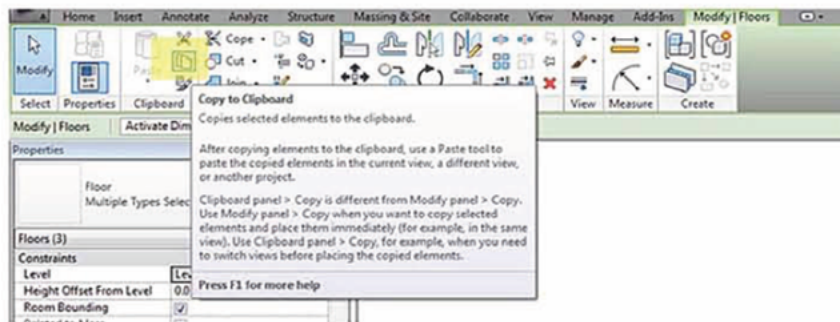 Home Insert Annotate Analyze Structure Massing & Site Collaborate View Manage Add-Ins Modify | Floors
Cope
Cut
Join
Modify
Paste
Select Properties Clipboard View Measure Create
Modify | Floors Activate Dim
Copy to Clipboard
Copies selected elements to the clipboard.
After copying elements to the clipboard, use a Paste tool to
paste the copied elements in the current view, a different view,
or another project.
Clipboard panel > Copy is different from Modify panel > Copy.
Use Modify panel > Copy when you want to copy selected
elements and place them immediately (for example, in the same
view). Use Clipboard panel > Copy, for example, when you need
to switch views before placing the copied elements.
Press F1 for more help
Properties
Floor
Multiple Types Selec
Floors (3)
Constraints
Level Lev
Height Offset From Level 0.0
Room Bounding